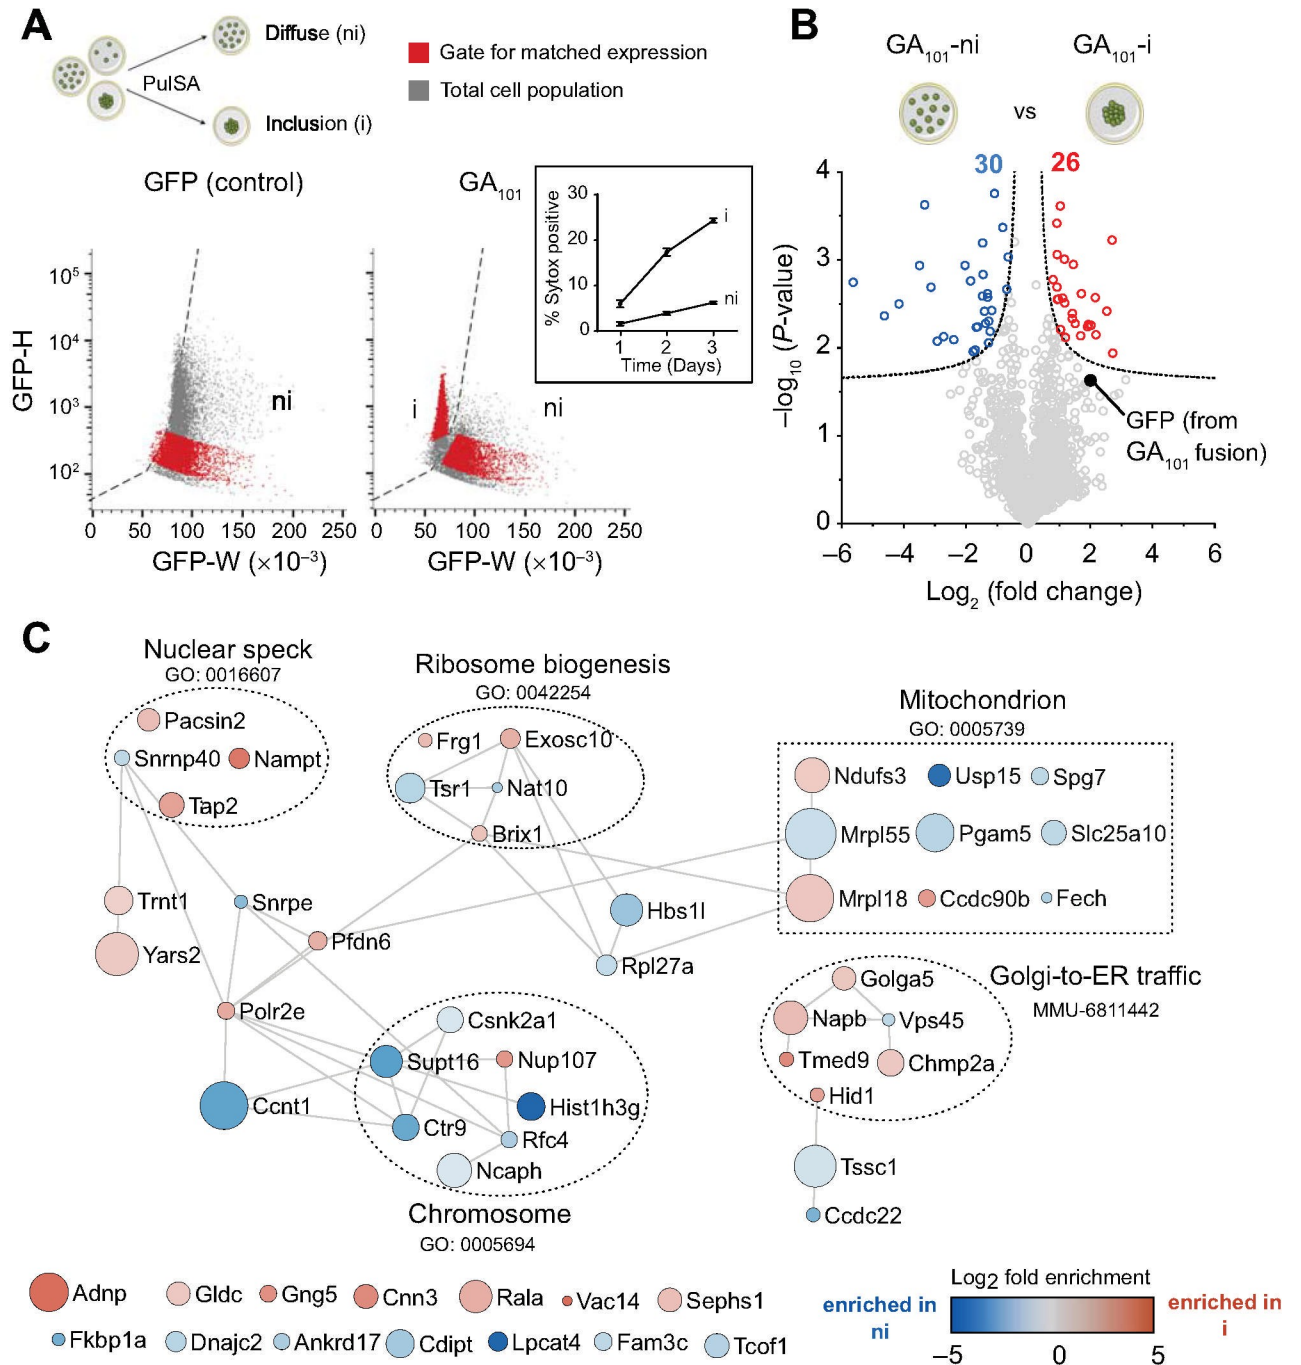 A
Diffuse (ni)
PulSA
Inclusion (i)
Gate for matched expression
Total cell population
GFP (control)
GA101
GFP-H
10^5
10^4
10^3
10^2
ni
0 50 100 150 200 250
GFP-W (×10^–3)
i
ni
0 50 100 150 200 250
GFP-W (×10^–3)
% Sytox positive
30
20
10
0
i
ni
1 2 3
Time (Days)
B
GA101-ni
GA101-i
vs
30
26
–log10 (P-value)
4
3
2
1
0
GFP (from
GA101 fusion)
–6 –4 –2 0 2 4 6
Log2 (fold change)
C
Nuclear speck
GO: 0016607
Pacsin2
Snrnp40
Nampt
Tap2
Ribosome biogenesis
GO: 0042254
Frg1
Exosc10
Tsr1
Nat10
Brix1
Mitochondrion
GO: 0005739
Ndufs3
Usp15
Spg7
Mrpl55
Pgam5
Slc25a10
Mrpl18
Ccdc90b
Fech
Trnt1
Yars2
Snrpe
Pfdn6
Hbs1l
Rpl27a
Polr2e
Ccnt1
Csnk2a1
Supt16
Nup107
Hist1h3g
Ctr9
Rfc4
Ncaph
Chromosome
GO: 0005694
Golgi-to-ER traffic
MMU-6811442
Golga5
Napb
Vps45
Tmed9
Chmp2a
Hid1
Tssc1
Ccdc22
Adnp
Gldc
Gng5
Cnn3
Rala
Vac14
Sephs1
Fkbp1a
Dnajc2
Ankrd17
Cdipt
Lpcat4
Fam3c
Tcof1
Log2 fold enrichment
enriched in
ni
enriched in
i
–5 0 5